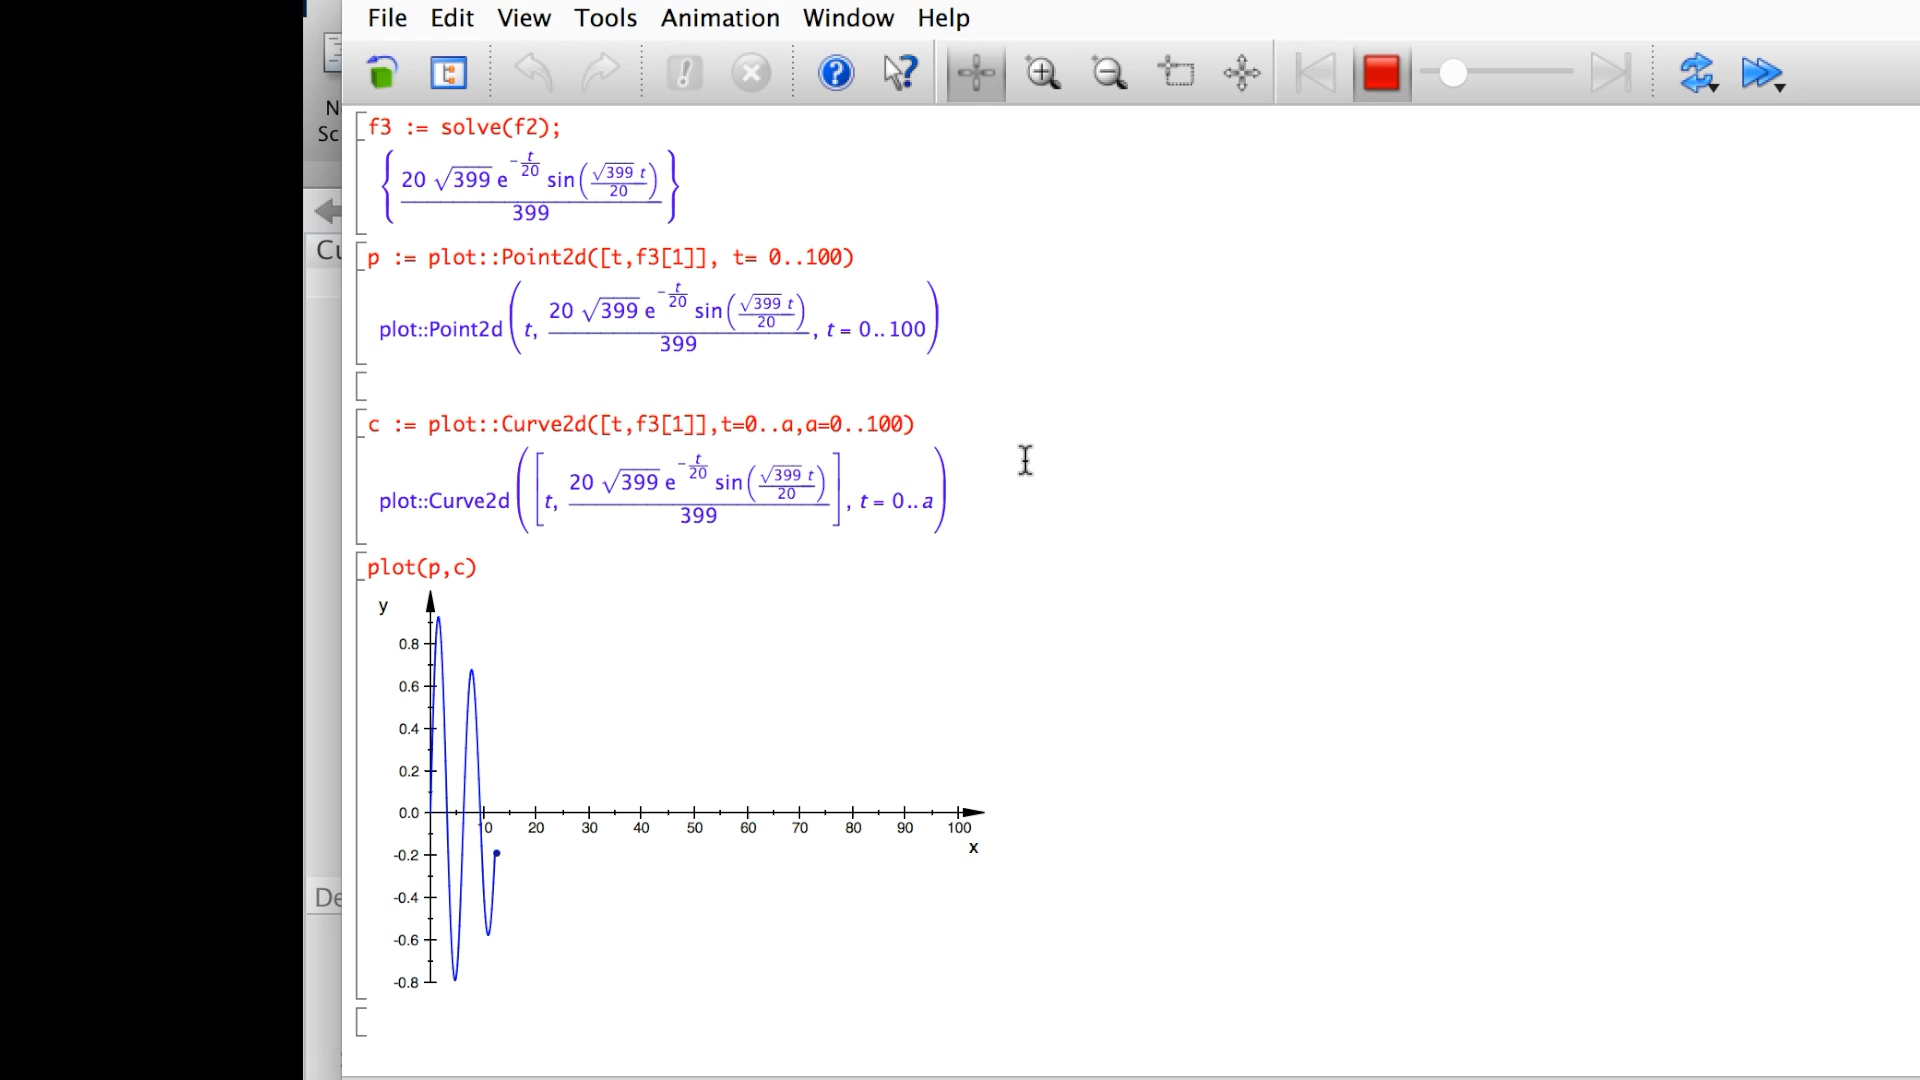 File Edit View Tools Animation Window Help
N
Sc
Cu
De
f3 := solve(f2);
{20 √399 e^(-t/20) sin(√399 t/20) / 399}
p := plot::Point2d([t,f3[1]], t= 0..100)
plot::Point2d(t, 20 √399 e^(-t/20) sin(√399 t/20) / 399, t = 0..100)
c := plot::Curve2d([t,f3[1]],t=0..a,a=0..100)
plot::Curve2d([t, 20 √399 e^(-t/20) sin(√399 t/20) / 399], t = 0..a)
plot(p,c)
y
0.8
0.6
0.4
0.2
0.0
10 20 30 40 50 60 70 80 90 100
x
-0.2
-0.4
-0.6
-0.8